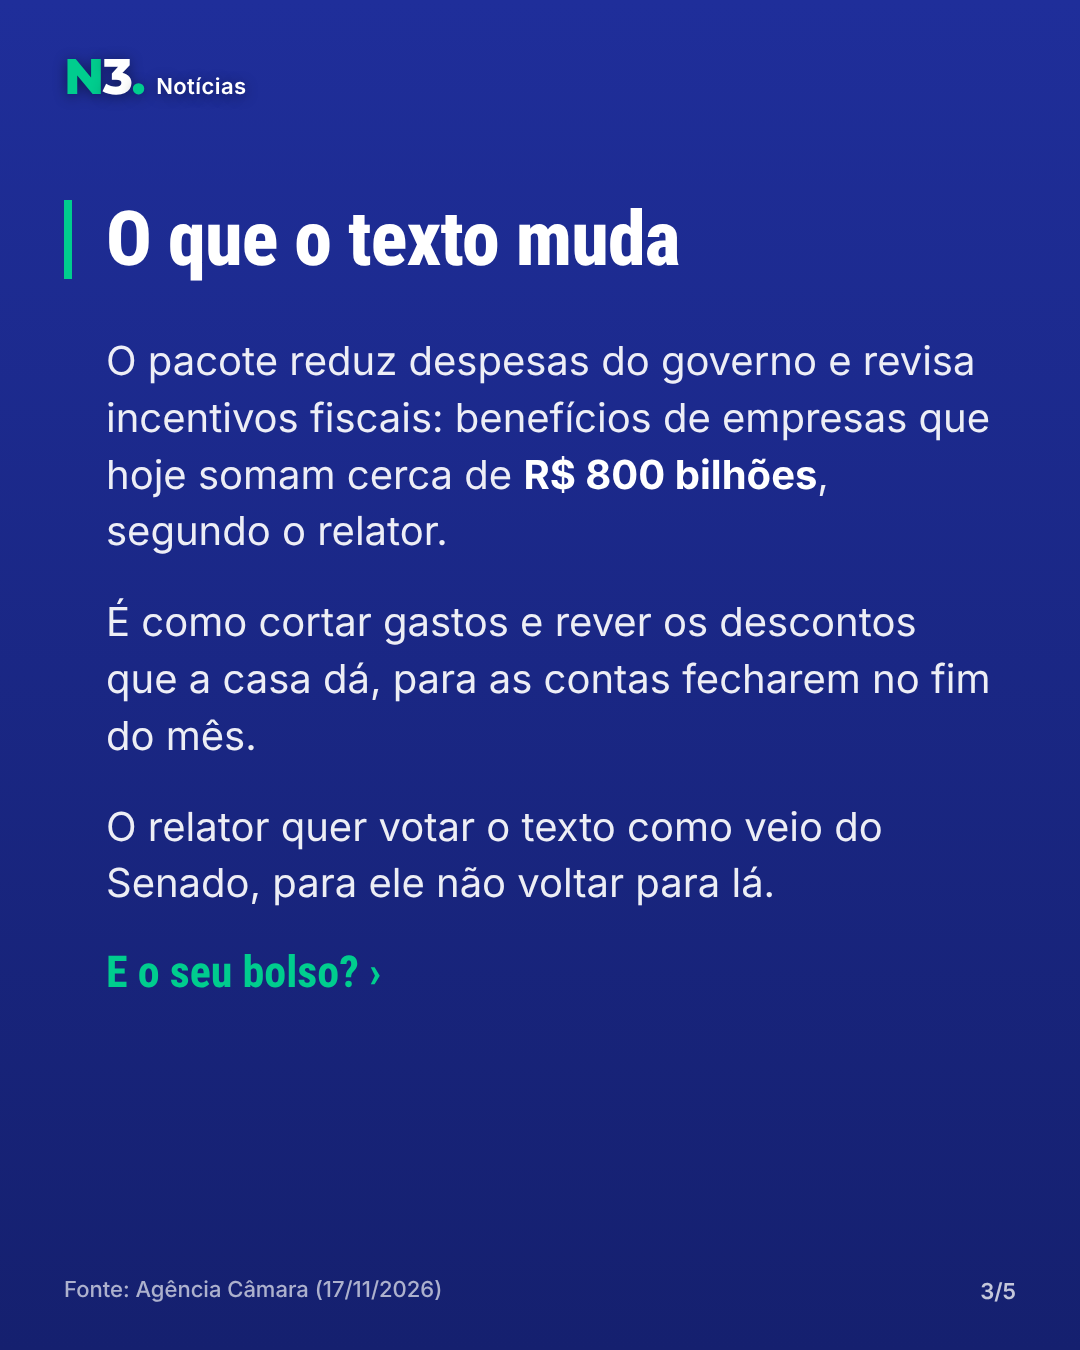 N3. Notícias
O que o texto muda
O pacote reduz despesas do governo e revisa
incentivos fiscais: benefícios de empresas que
hoje somam cerca de R$ 800 bilhões,
segundo o relator.
É como cortar gastos e rever os descontos
que a casa dá, para as contas fecharem no fim
do mês.
O relator quer votar o texto como veio do
Senado, para ele não voltar para lá.
E o seu bolso? ›
Fonte: Agência Câmara (17/11/2026)
3/5